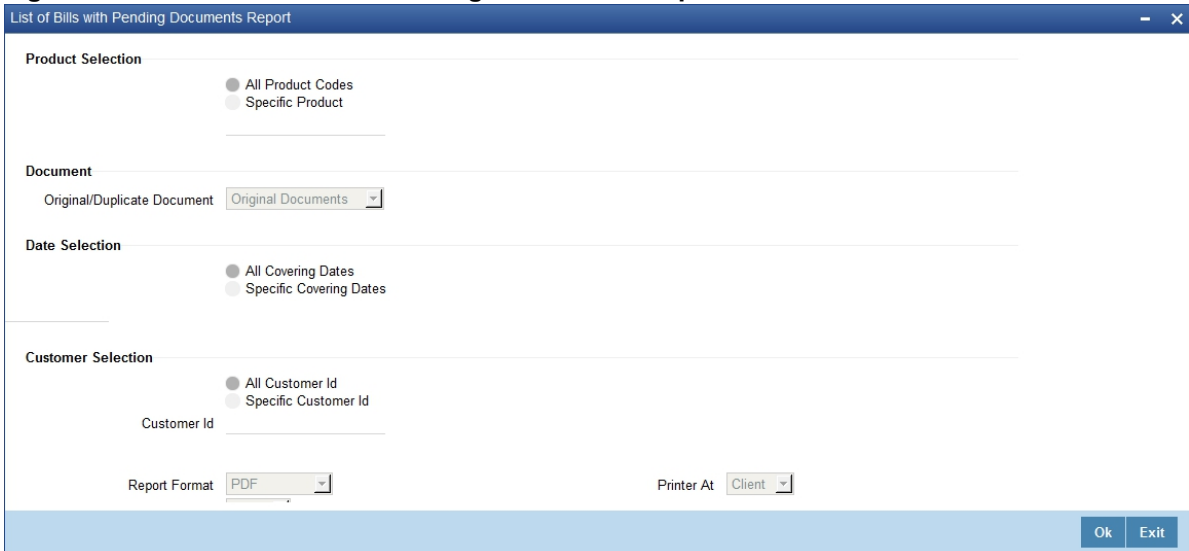 List of Bills with Pending Documents Report
Product Selection
All Product Codes
Specific Product
Document
Original/Duplicate Document Original Documents
Date Selection
All Covering Dates
Specific Covering Dates
Customer Selection
All Customer Id
Specific Customer Id
Customer Id
Report Format PDF Printer At Client
Ok Exit